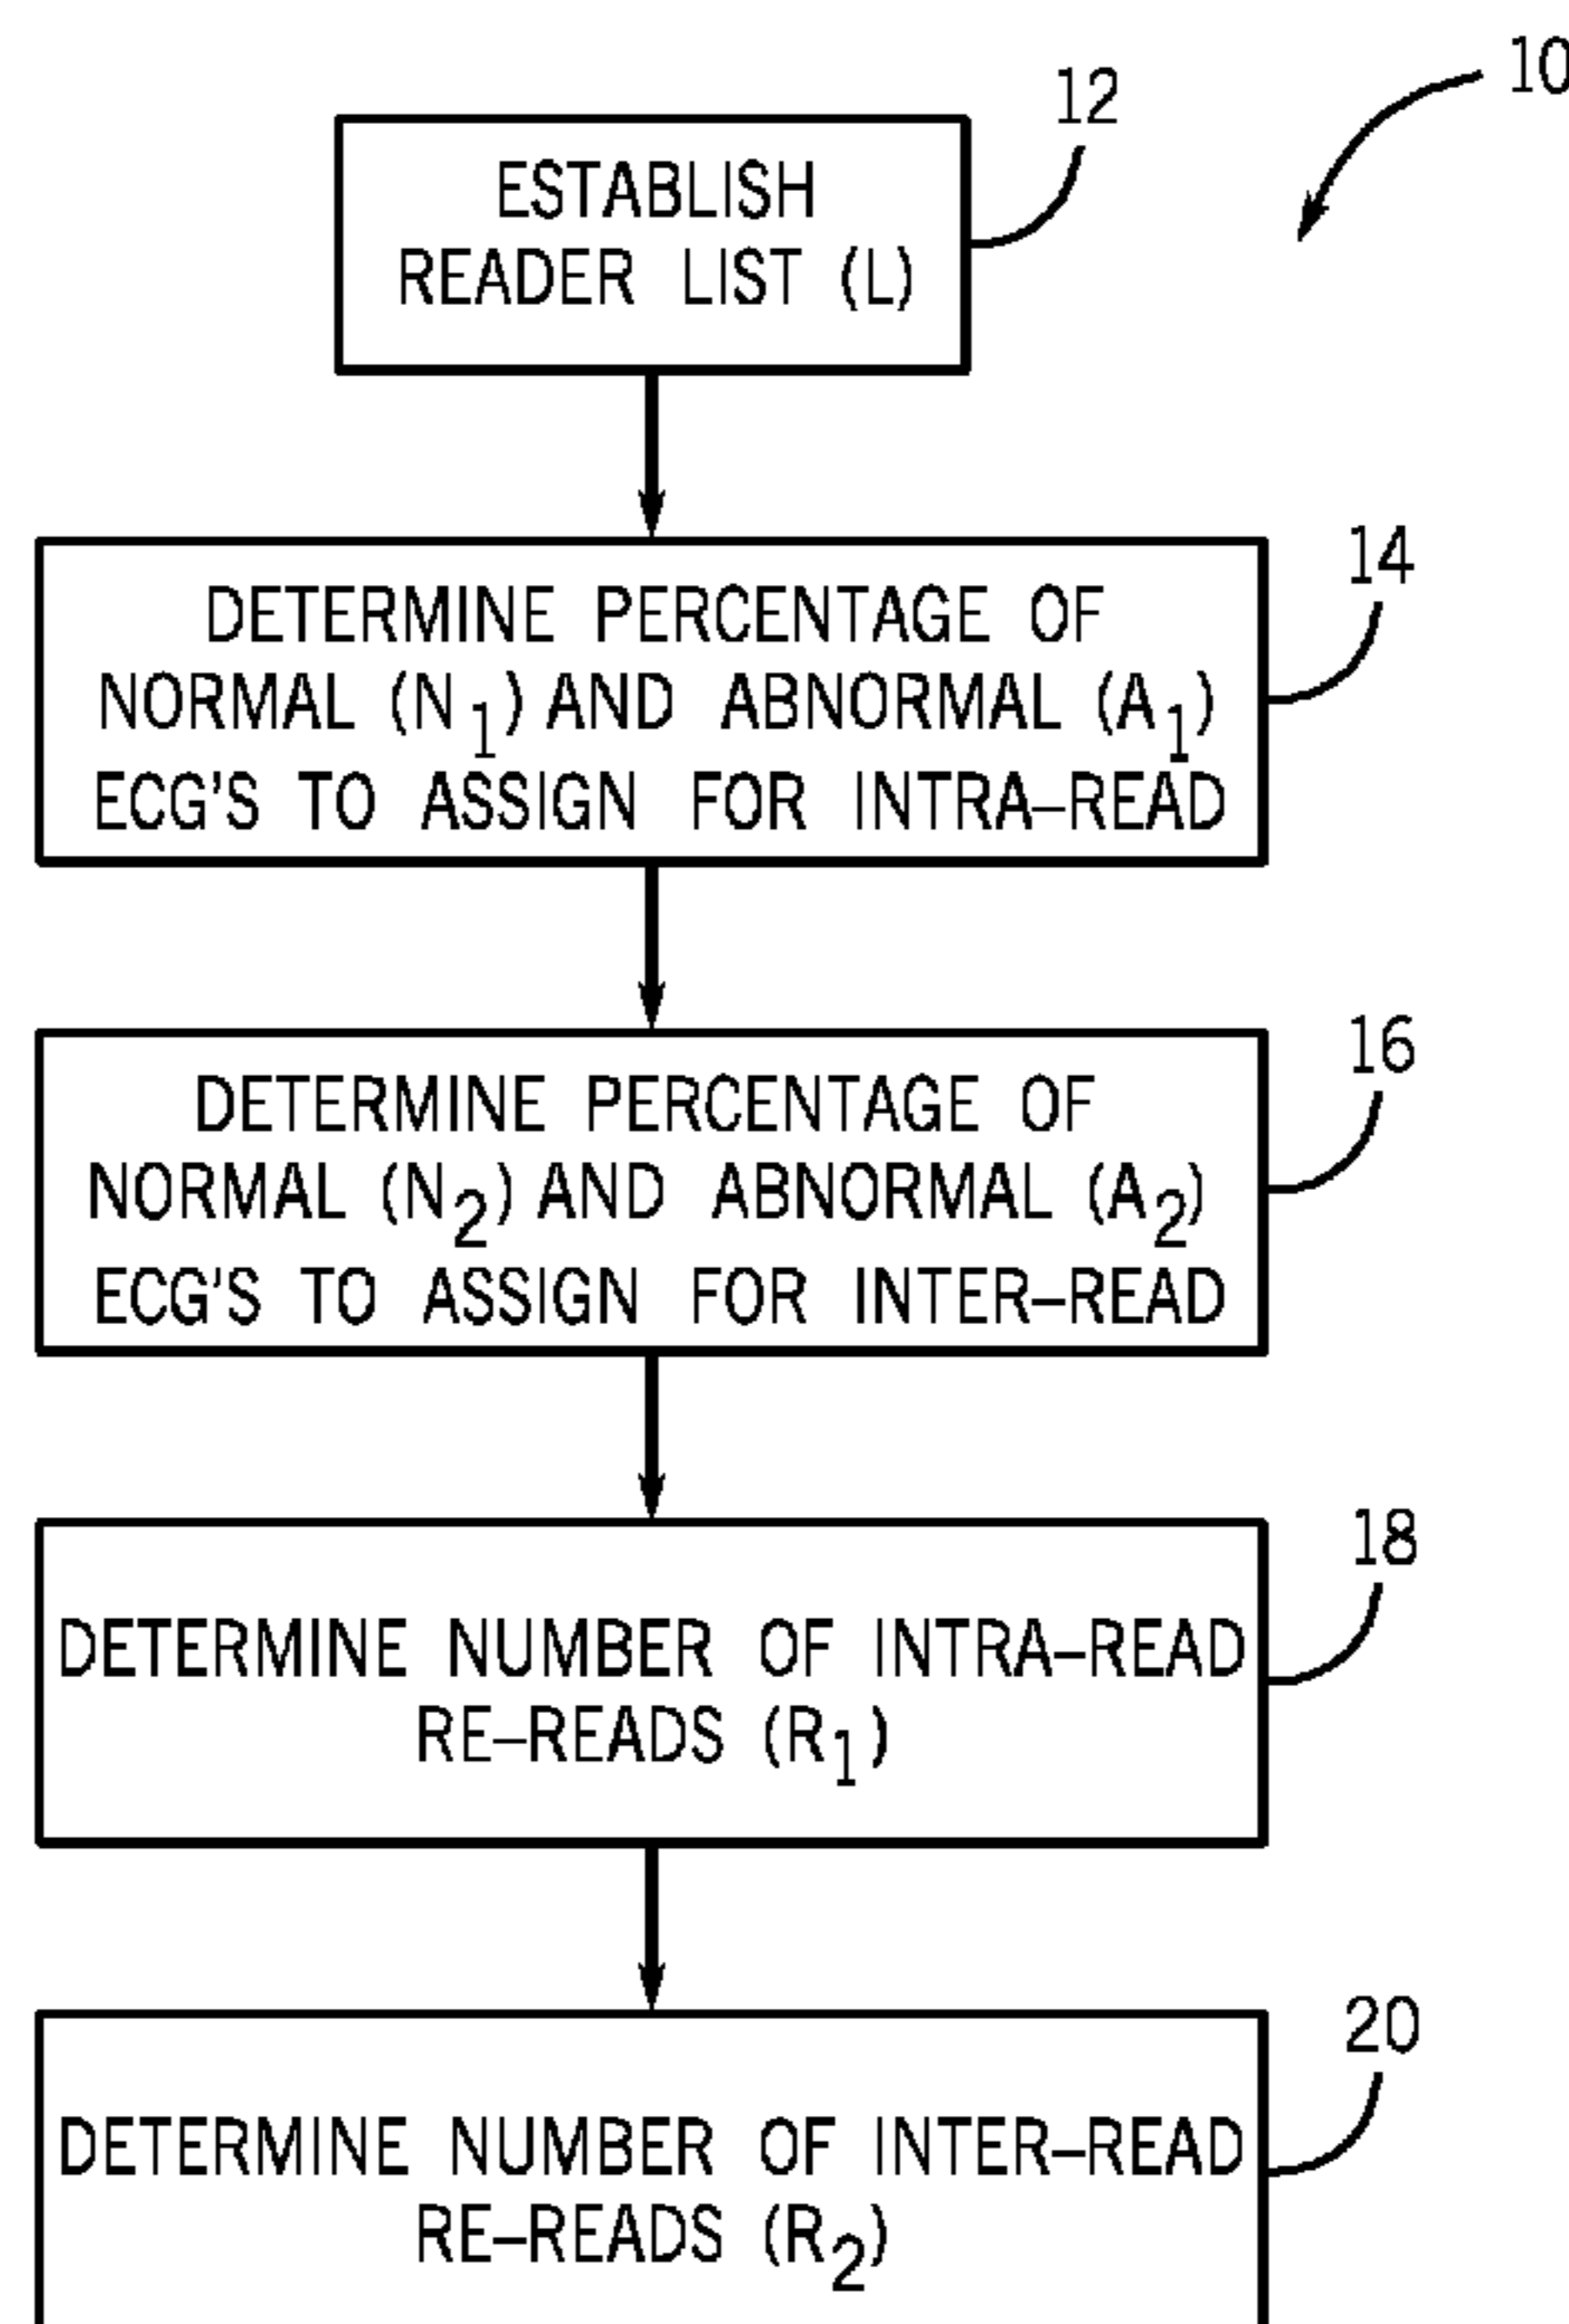 10
12
ESTABLISH
READER LIST (L)
14
DETERMINE PERCENTAGE OF
NORMAL (N₁) AND ABNORMAL (A₁)
ECG'S TO ASSIGN FOR INTRA–READ
16
DETERMINE PERCENTAGE OF
NORMAL (N₂) AND ABNORMAL (A₂)
ECG'S TO ASSIGN FOR INTER–READ
18
DETERMINE NUMBER OF INTRA–READ
RE–READS (R₁)
20
DETERMINE NUMBER OF INTER–READ
RE–READS (R₂)